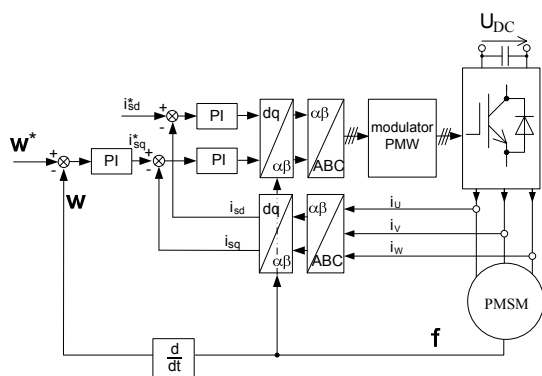 U_DC
i*_sd + - PI dq αβ αβ ABC modulator PMW
w* + - PI i*_sq + - PI
w
i_sd
i_sq
dq αβ
αβ ABC
i_U
i_V
i_W
PMSM
f
d/dt